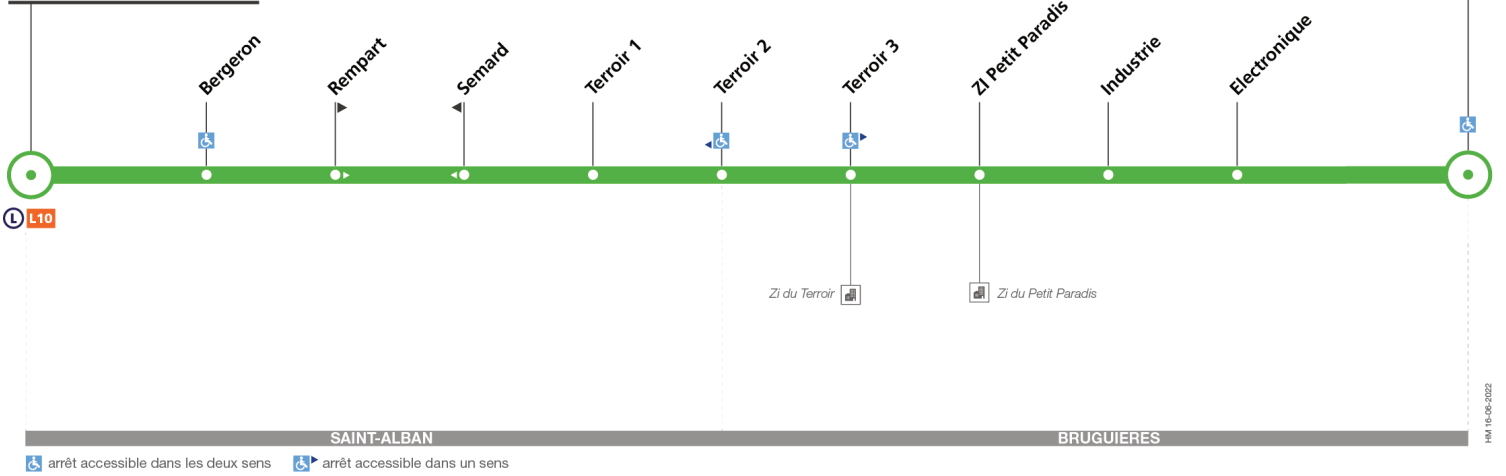 Bergeron
Rempart
Semard
Terroir 1
Terroir 2
Terroir 3
ZI Petit Paradis
Industrie
Electronique
L L10
Zi du Terroir
Zi du Petit Paradis
HM 16-06-2022
SAINT-ALBAN
BRUGUIERES
arrêt accessible dans les deux sens
arrêt accessible dans un sens